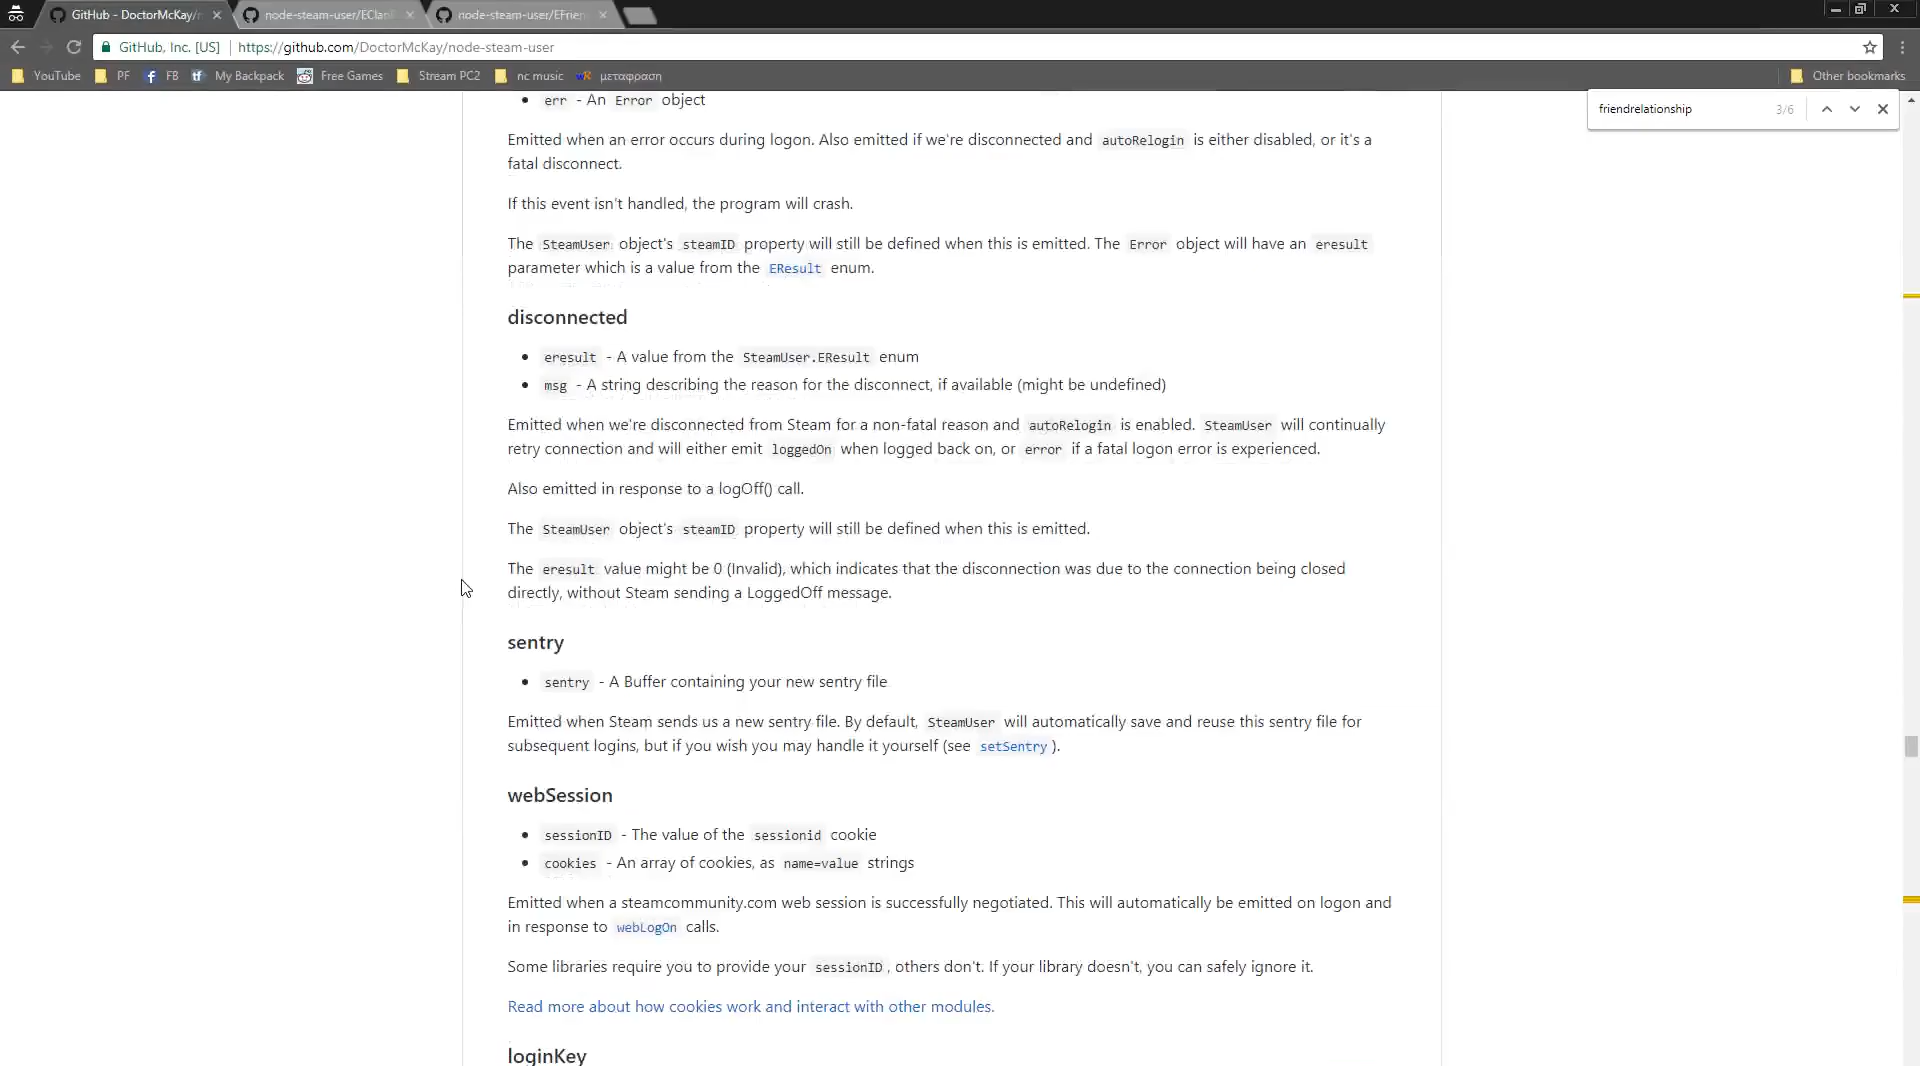 GitHub - DoctorMcKay/n
node-steam-user/EClanR
node-steam-user/EFrien
GitHub, Inc. [US]
https://github.com/DoctorMcKay/node-steam-user
YouTube
PF
FB
My Backpack
Free Games
Stream PC2
nc music
μεταφραση
Other bookmarks
friendrelationship 3/6
• err - An Error object
Emitted when an error occurs during logon. Also emitted if we're disconnected and autoRelogin is either disabled, or it's a
fatal disconnect.
If this event isn't handled, the program will crash.
The SteamUser object's steamID property will still be defined when this is emitted. The Error object will have an eresult
parameter which is a value from the EResult enum.
disconnected
• eresult - A value from the SteamUser.EResult enum
• msg - A string describing the reason for the disconnect, if available (might be undefined)
Emitted when we're disconnected from Steam for a non-fatal reason and autoRelogin is enabled. SteamUser will continually
retry connection and will either emit loggedOn when logged back on, or error if a fatal logon error is experienced.
Also emitted in response to a logOff() call.
The SteamUser object's steamID property will still be defined when this is emitted.
The eresult value might be 0 (Invalid), which indicates that the disconnection was due to the connection being closed
directly, without Steam sending a LoggedOff message.
sentry
• sentry - A Buffer containing your new sentry file
Emitted when Steam sends us a new sentry file. By default, SteamUser will automatically save and reuse this sentry file for
subsequent logins, but if you wish you may handle it yourself (see setSentry ).
webSession
• sessionID - The value of the sessionid cookie
• cookies - An array of cookies, as name=value strings
Emitted when a steamcommunity.com web session is successfully negotiated. This will automatically be emitted on logon and
in response to webLogOn calls.
Some libraries require you to provide your sessionID , others don't. If your library doesn't, you can safely ignore it.
Read more about how cookies work and interact with other modules.
loginKey